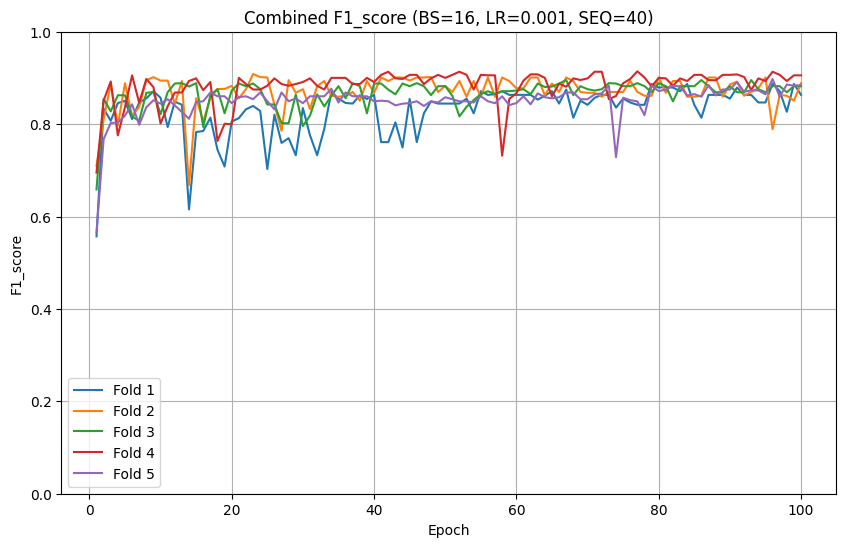 Combined F1_score (BS=16, LR=0.001, SEQ=40)
1.0
0.8
0.6
0.4
0.2
0.0
F1_score
Fold 1
Fold 2
Fold 3
Fold 4
Fold 5
0 20 40 60 80 100
Epoch